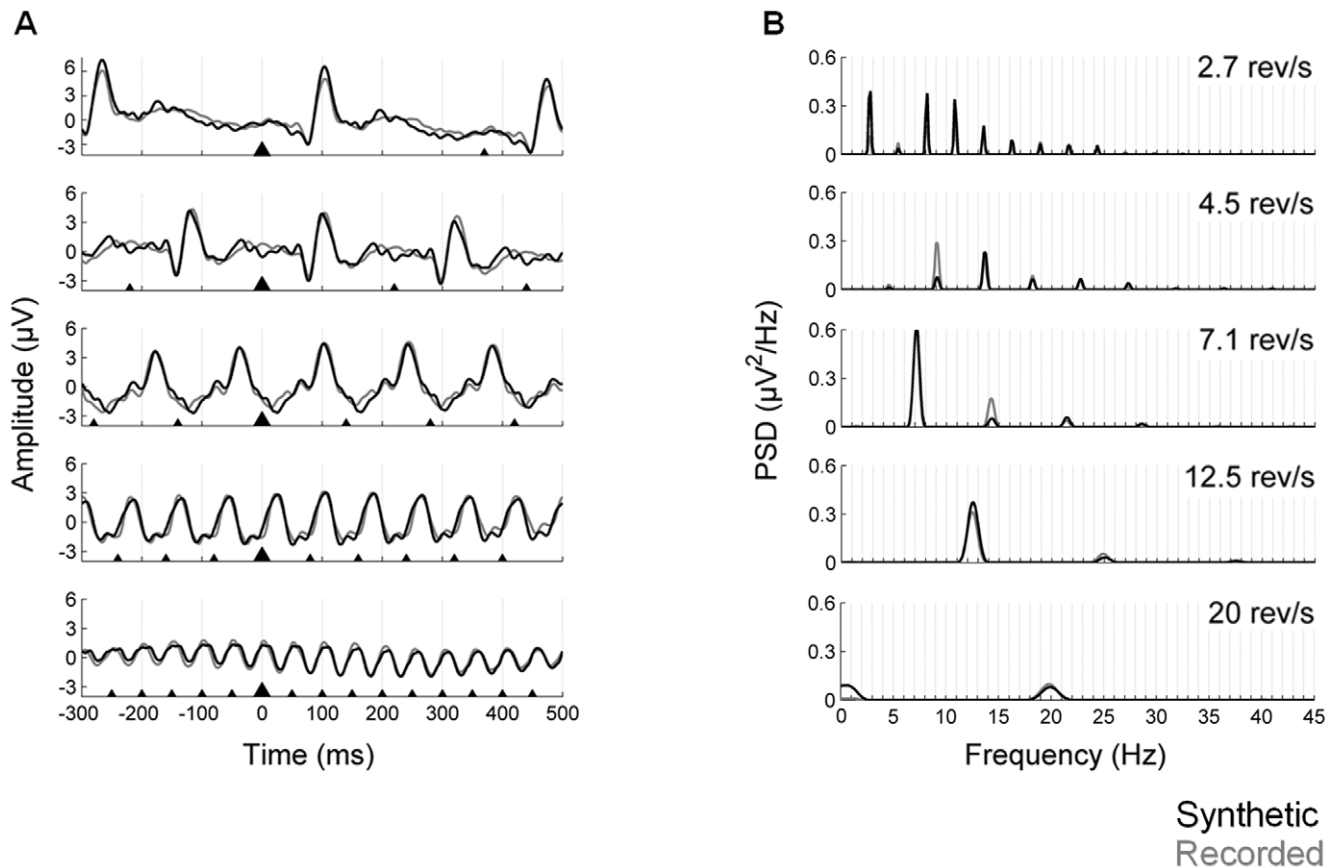 A
B
6
3
0
-3
6
3
0
-3
6
3
0
-3
6
3
0
-3
6
3
0
-3
-300 -200 -100 0 100 200 300 400 500
Amplitude (µV)
Time (ms)
0.6
0.3
0
2.7 rev/s
0.6
0.3
0
4.5 rev/s
0.6
0.3
0
7.1 rev/s
0.6
0.3
0
12.5 rev/s
0.6
0.3
0
20 rev/s
0 5 10 15 20 25 30 35 40 45
PSD (µV²/Hz)
Frequency (Hz)
Synthetic
Recorded